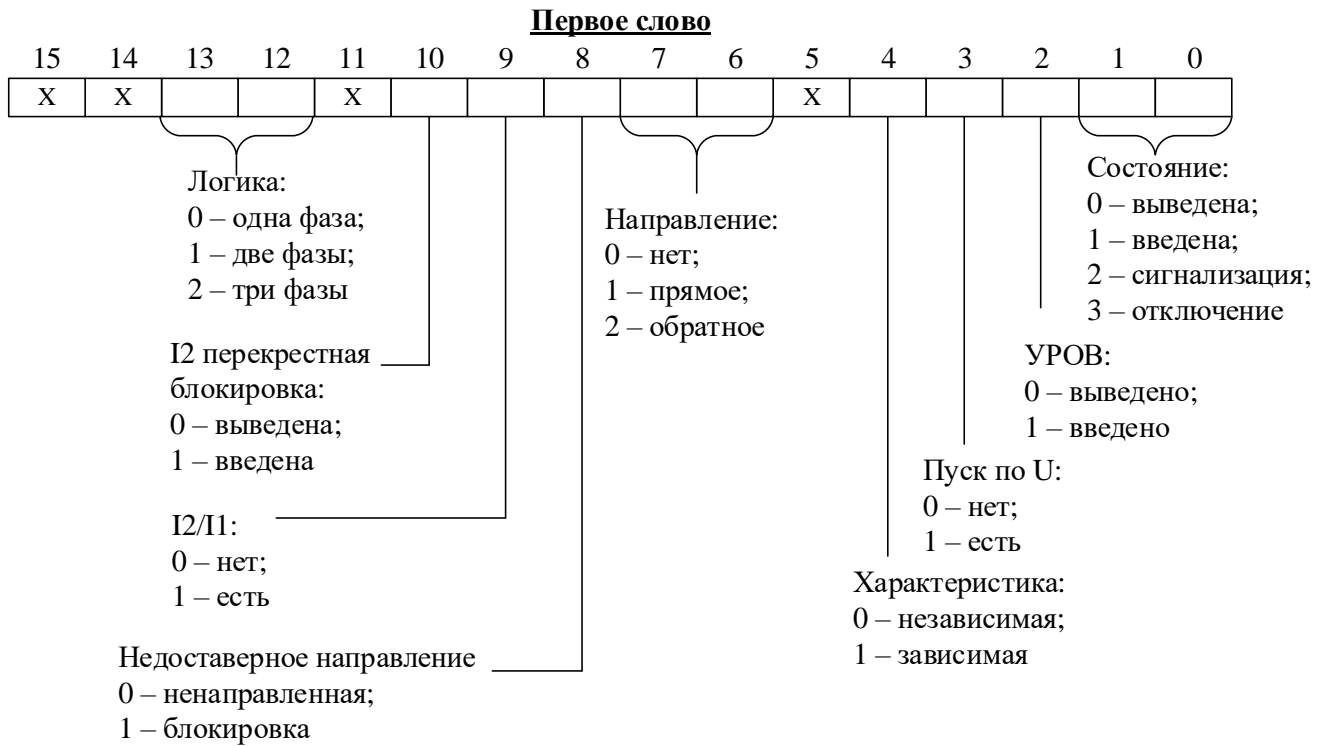 Первое слово
15 14 13 12 11 10 9 8 7 6 5 4 3 2 1 0
X X X X
Логика:
0 – одна фаза;
1 – две фазы;
2 – три фазы
Направление:
0 – нет;
1 – прямое;
2 – обратное
Состояние:
0 – выведена;
1 – введена;
2 – сигнализация;
3 – отключение
I2 перекрестная
блокировка:
0 – выведена;
1 – введена
УРОВ:
0 – выведено;
1 – введено
I2/I1:
0 – нет;
1 – есть
Пуск по U:
0 – нет;
1 – есть
Характеристика:
0 – независимая;
1 – зависимая
Недоставерное направление
0 – ненаправленная;
1 – блокировка